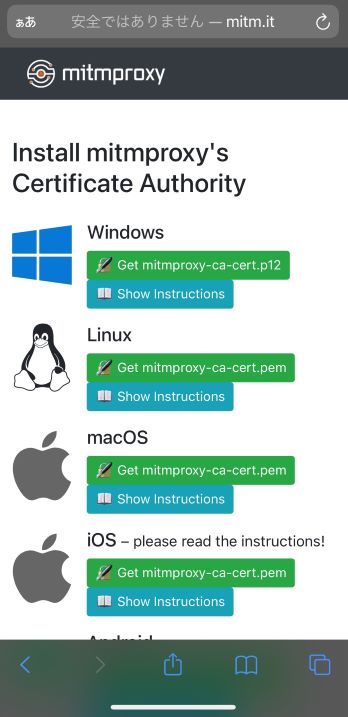 ぁあ 安全ではありません — mitm.it
mitmproxy
Install mitmproxy's
Certificate Authority
Windows
Get mitmproxy-ca-cert.p12
Show Instructions
Linux
Get mitmproxy-ca-cert.pem
Show Instructions
macOS
Get mitmproxy-ca-cert.pem
Show Instructions
iOS – please read the instructions!
Get mitmproxy-ca-cert.pem
Show Instructions
Android